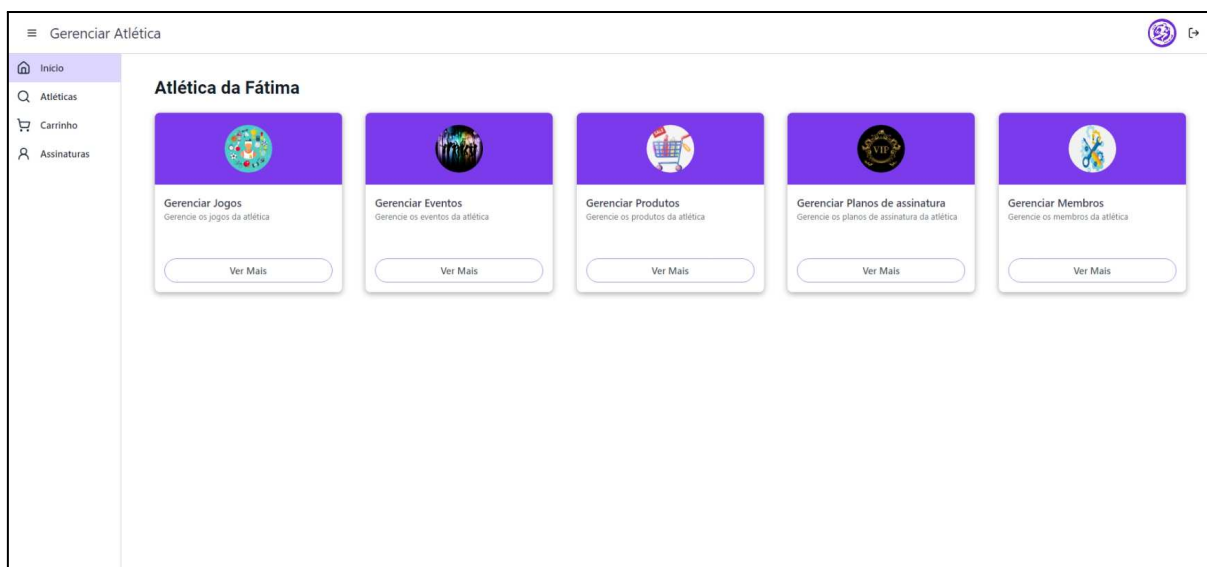 Gerenciar Atlética
Início
Atléticas
Carrinho
Assinaturas
Atlética da Fátima
SALE
VIP
Gerenciar Jogos
Gerencie os jogos da atlética
Ver Mais
Gerenciar Eventos
Gerencie os eventos da atlética
Ver Mais
Gerenciar Produtos
Gerencie os produtos da atlética
Ver Mais
Gerenciar Planos de assinatura
Gerencie os planos de assinatura da atlética
Ver Mais
Gerenciar Membros
Gerencie os membros da atlética
Ver Mais